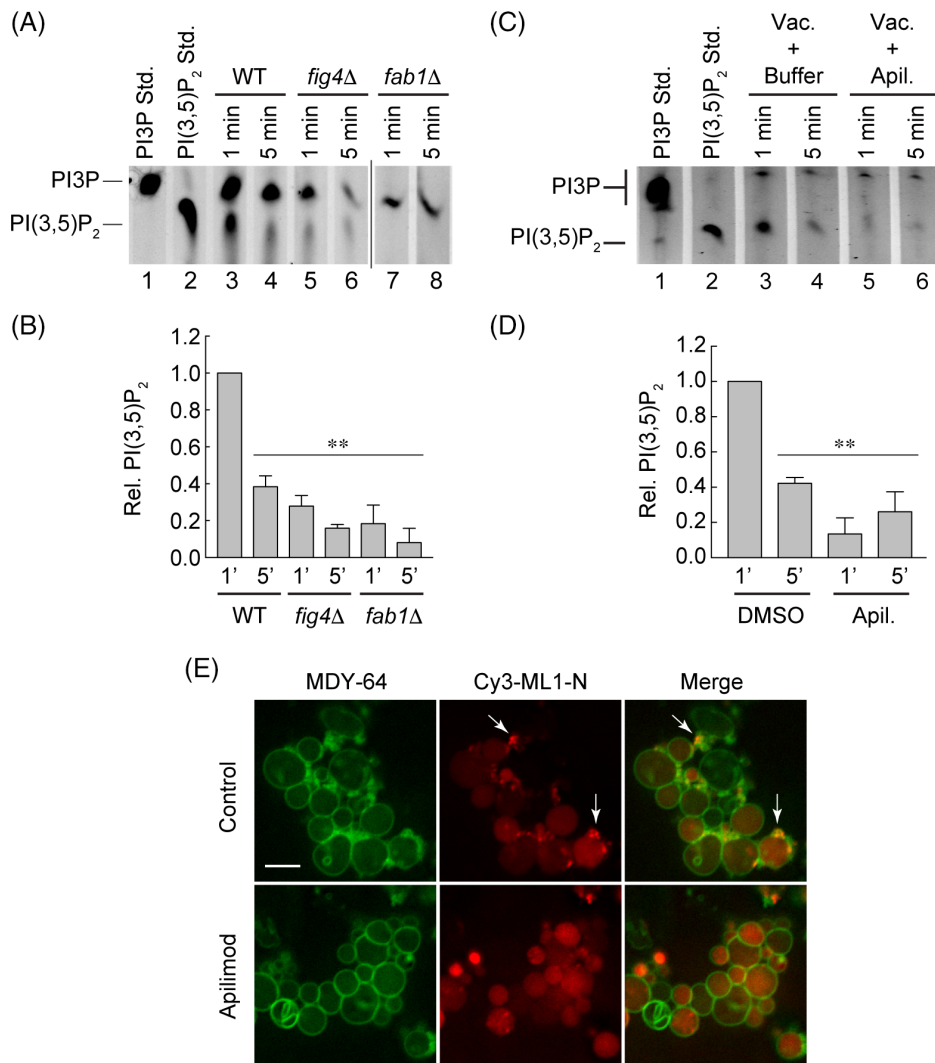 (A)
PI3P Std.
PI(3,5)P₂ Std.
WT
fig4Δ
fab1Δ
1 min
5 min
1 min
5 min
1 min
5 min
PI3P
PI(3,5)P₂
1 2 3 4 5 6 7 8
(C)
PI3P Std.
PI(3,5)P₂ Std.
Vac.
+
Buffer
Vac.
+
Apil.
1 min
5 min
1 min
5 min
PI3P
PI(3,5)P₂
1 2 3 4 5 6
(B)
Rel. PI(3,5)P₂
1.2
1.0
0.8
0.6
0.4
0.2
0.0
**
1' 5' 1' 5' 1' 5'
WT fig4Δ fab1Δ
(D)
Rel. PI(3,5)P₂
1.2
1.0
0.8
0.6
0.4
0.2
0.0
**
1' 5' 1' 5'
DMSO Apil.
(E)
MDY-64 Cy3-ML1-N Merge
Control
Apilimod